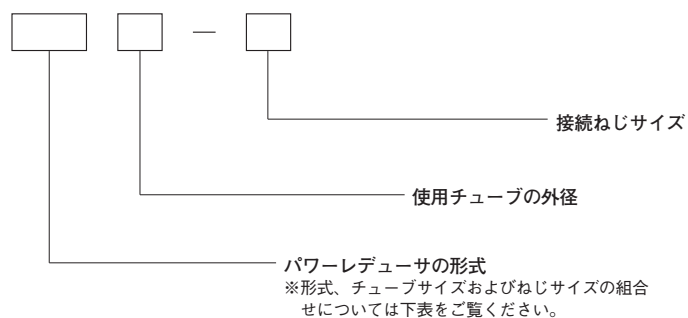 接続ねじサイズ
使用チューブの外径
パワーレデューサの形式
※形式、チューブサイズおよびねじサイズの組合
せについては下表をご覧ください。